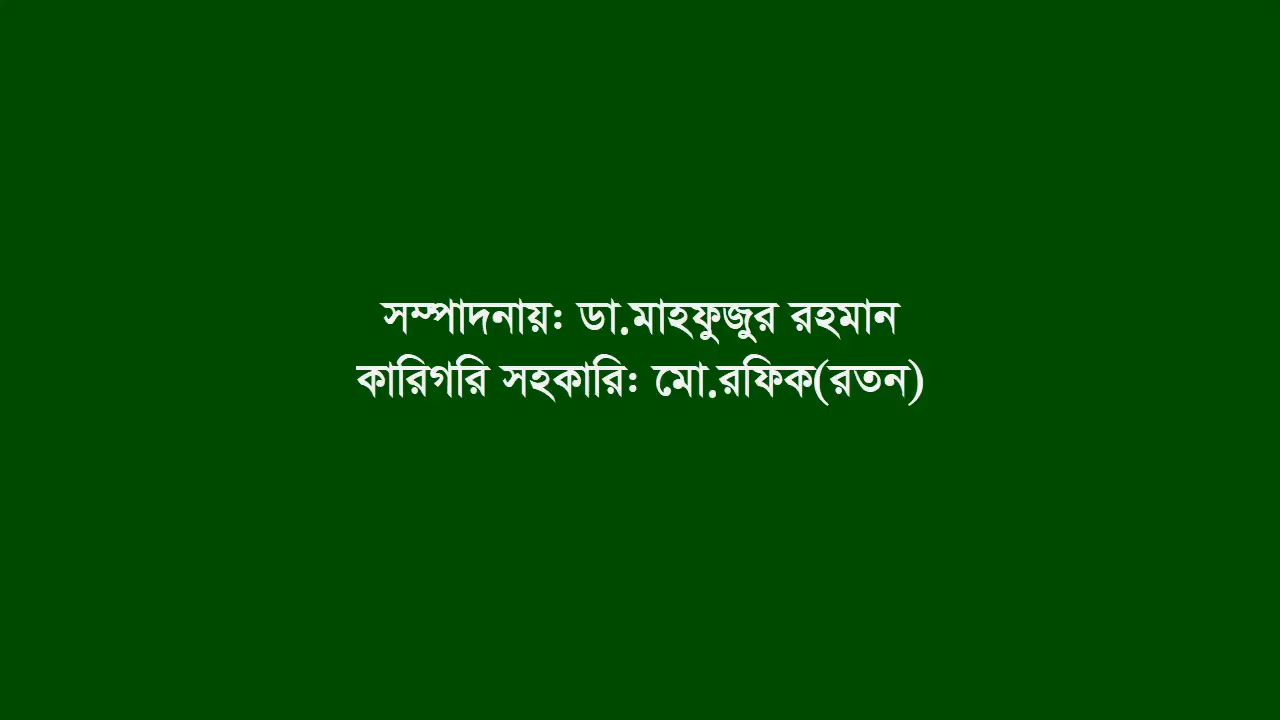 সম্পাদনায়ঃ ডা.মাহফুজুর রহমান
কারিগরি সহকারিঃ মো.রফিক(রতন)